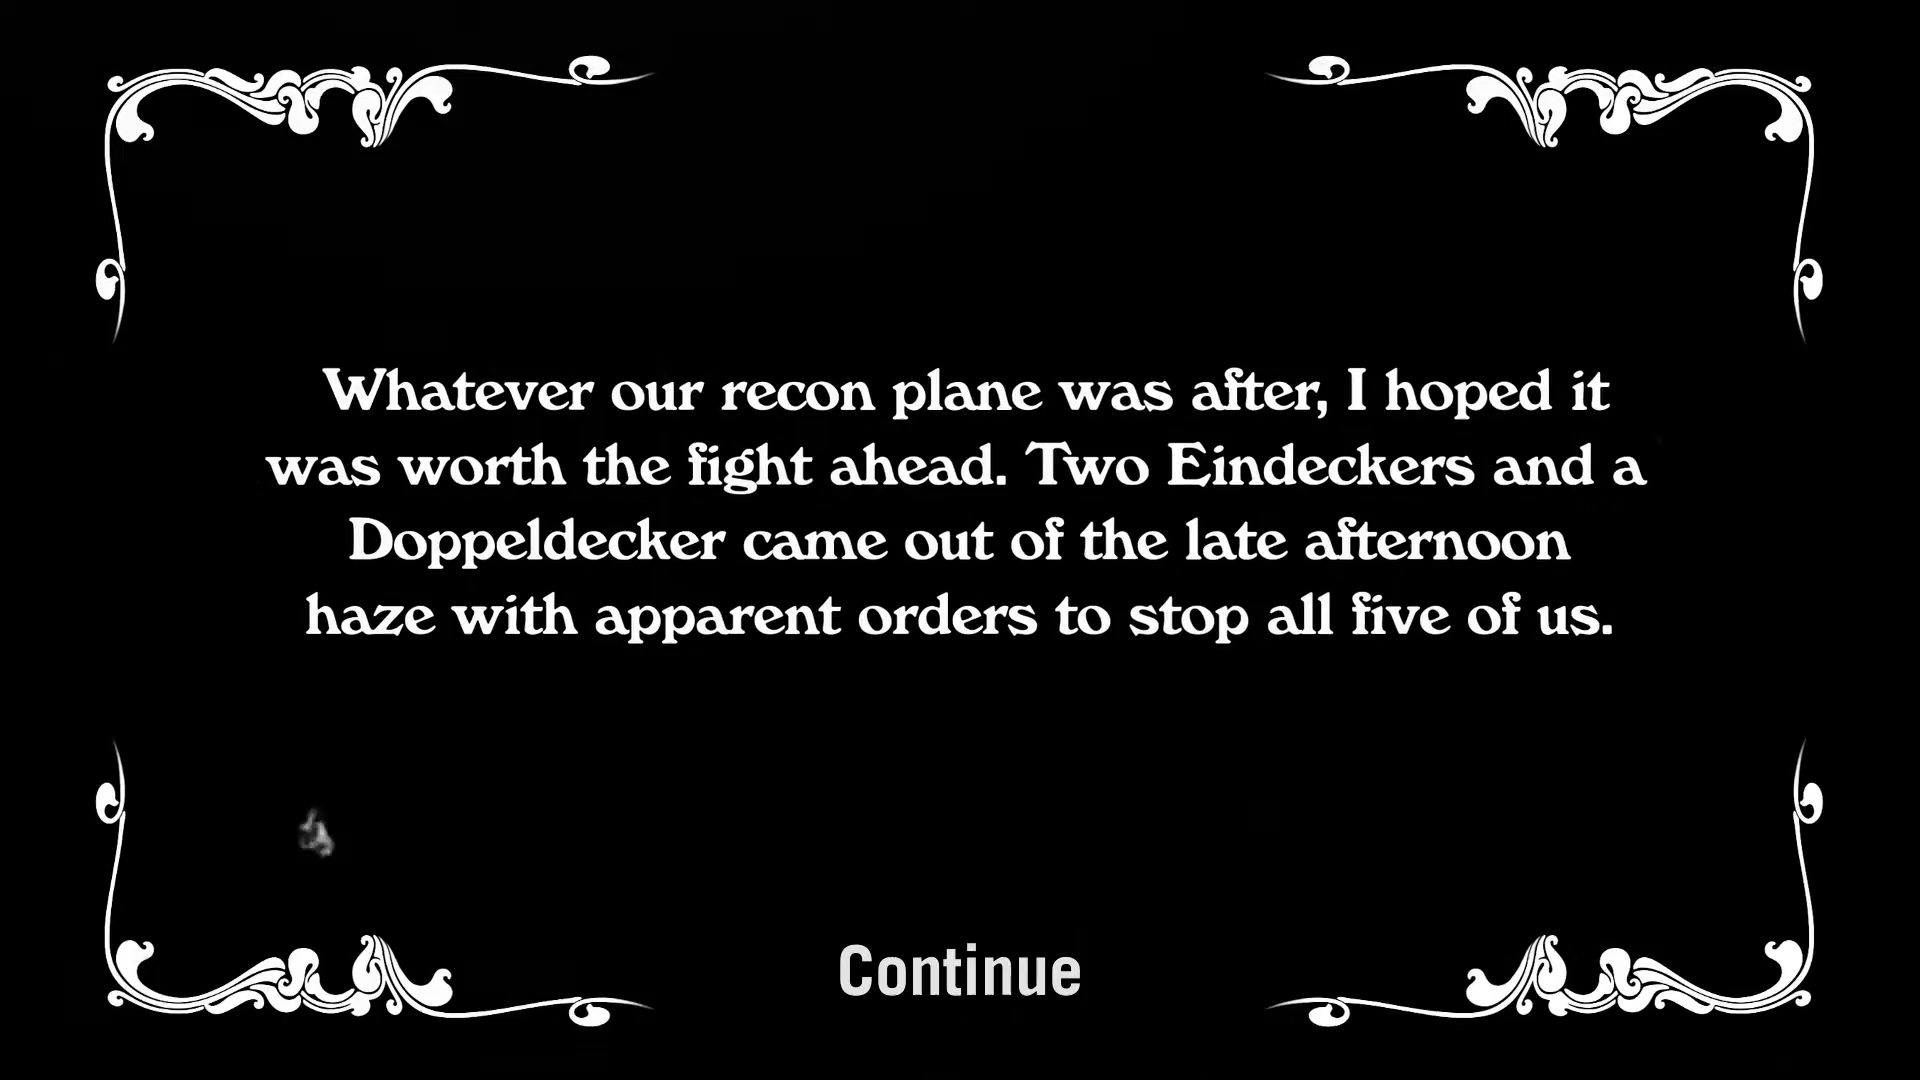 Whatever our recon plane was after, I hoped it
was worth the fight ahead. Two Eindeckers and a
Doppeldecker came out of the late afternoon
haze with apparent orders to stop all five of us.
Continue